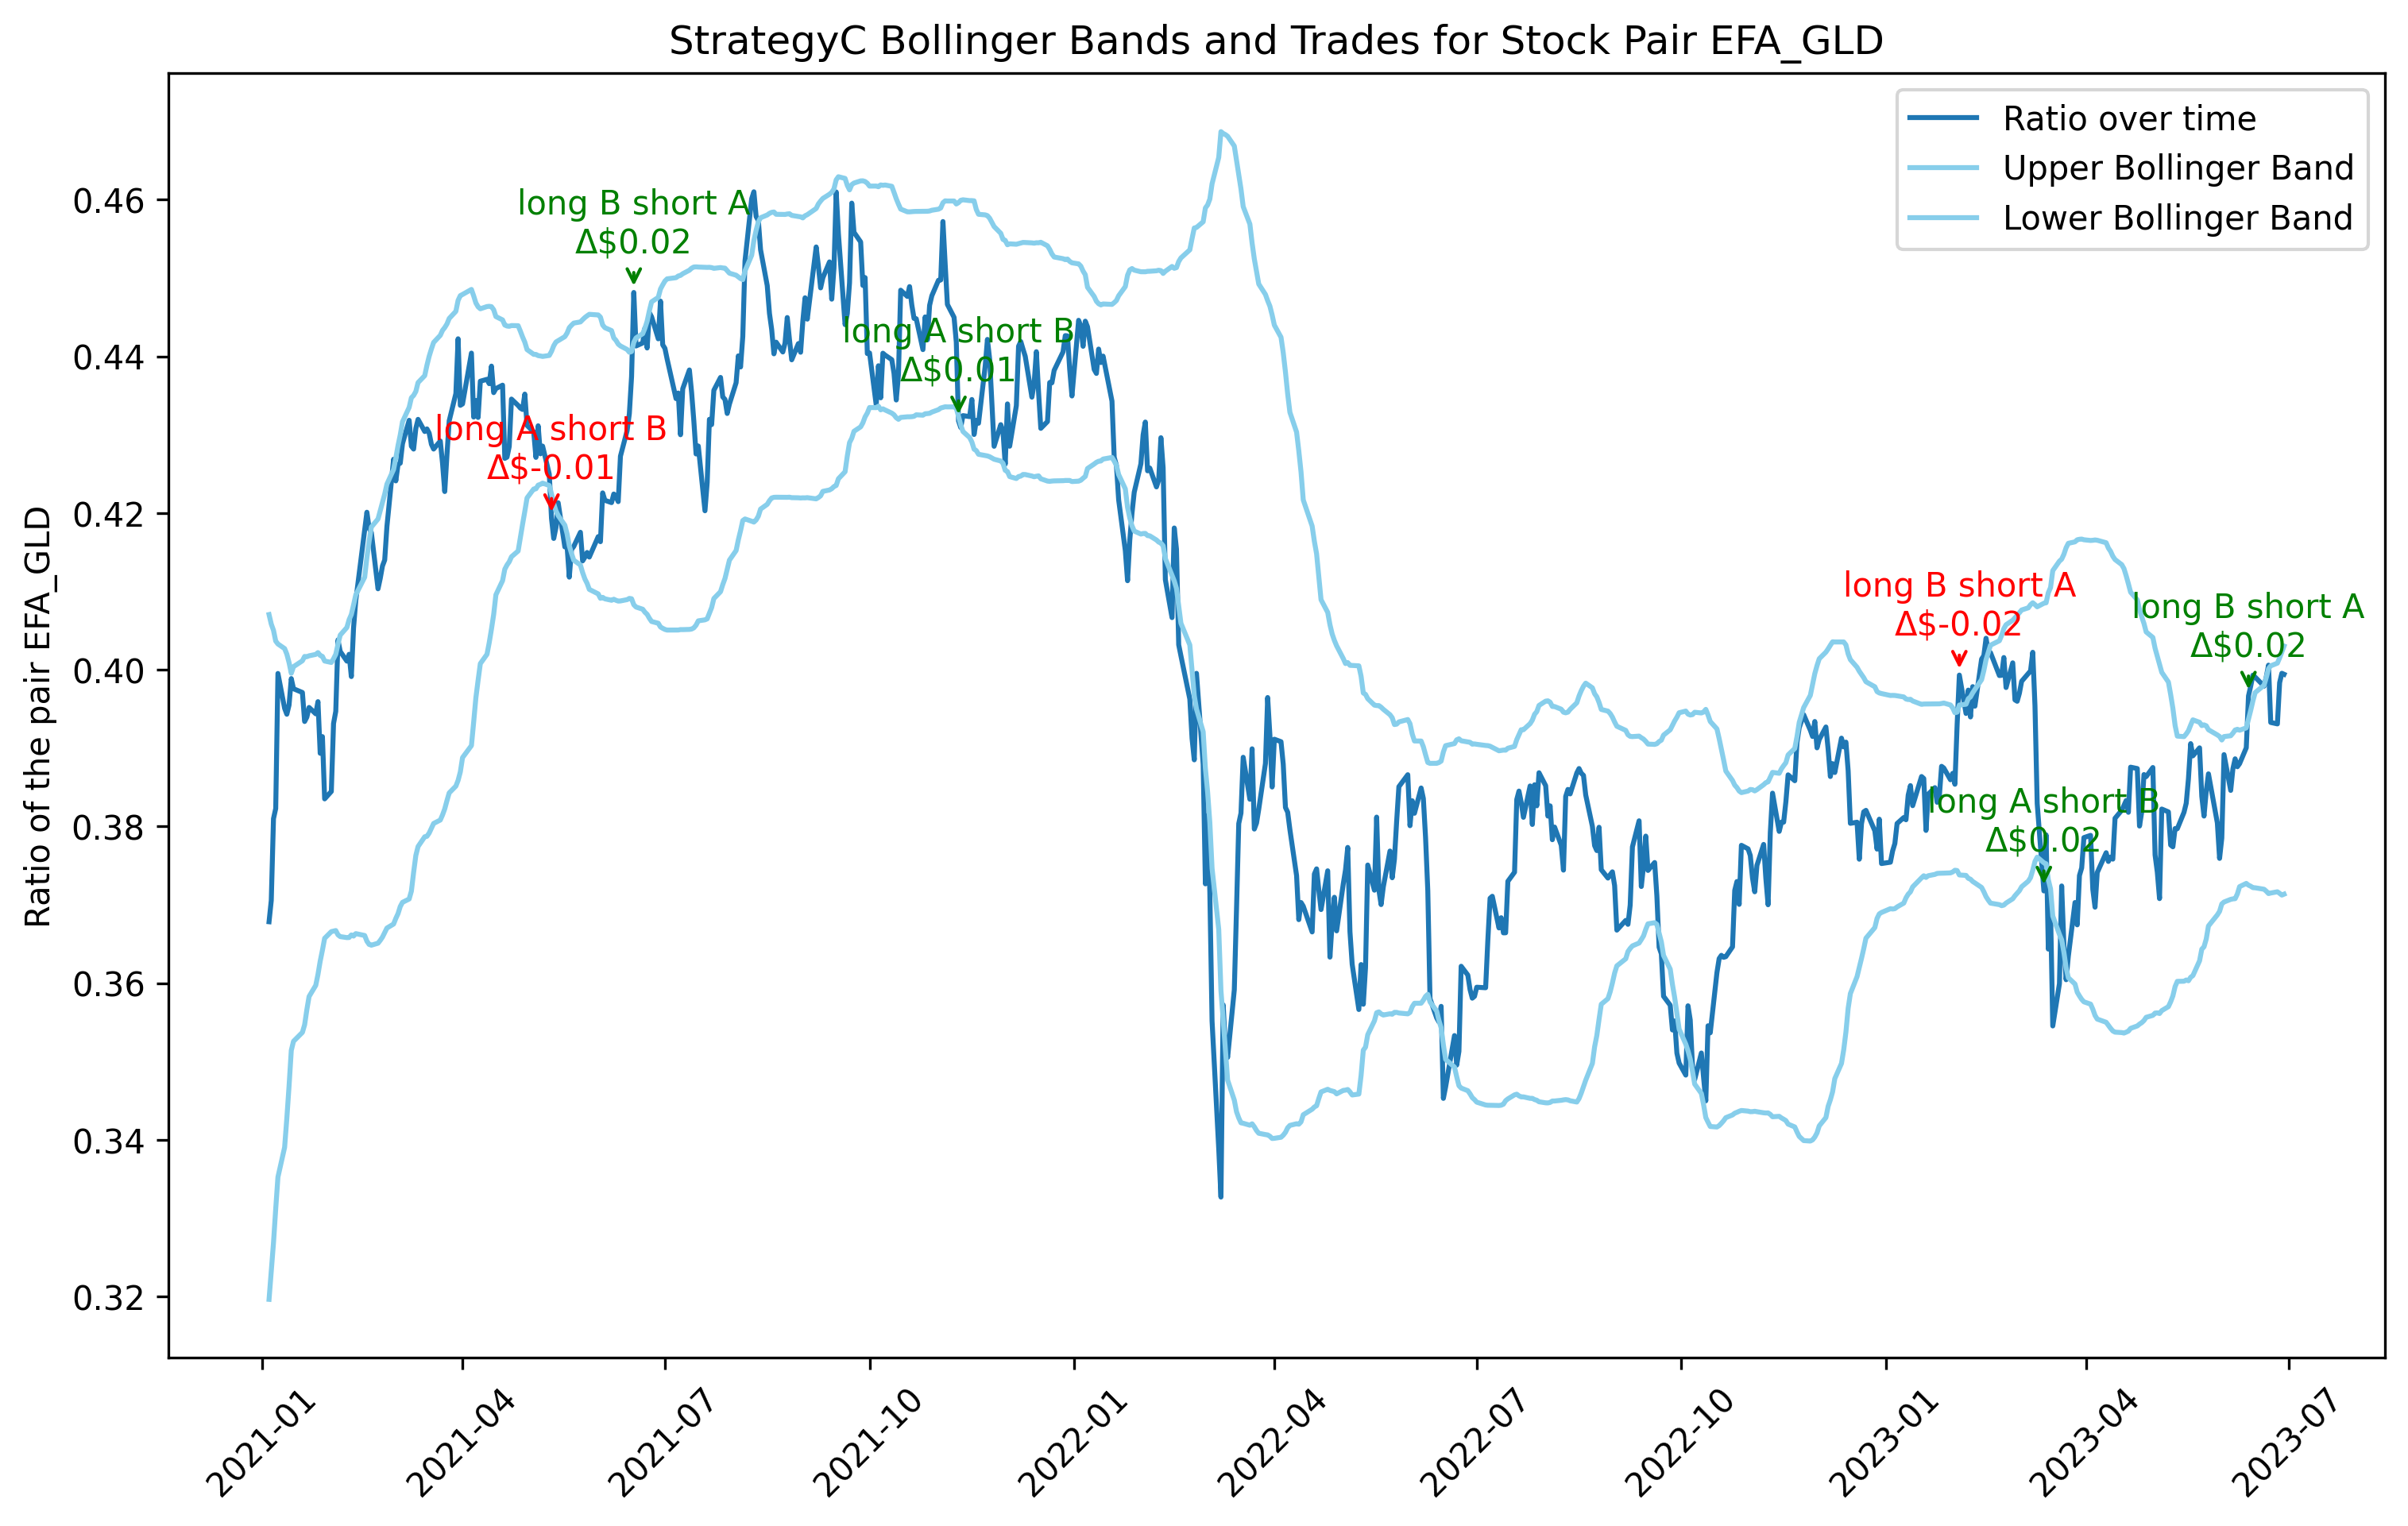 StrategyC Bollinger Bands and Trades for Stock Pair EFA_GLD
Ratio over time
Upper Bollinger Band
Lower Bollinger Band
Ratio of the pair EFA_GLD
0.46
0.44
0.42
0.40
0.38
0.36
0.34
0.32
long B short A
Δ$0.02
long A short B
Δ$0.01
long A short B
Δ$-0.01
long B short A
Δ$-0.02
long B short A
Δ$0.02
long A short B
Δ$0.02
2021-01
2021-04
2021-07
2021-10
2022-01
2022-04
2022-07
2022-10
2023-01
2023-04
2023-07